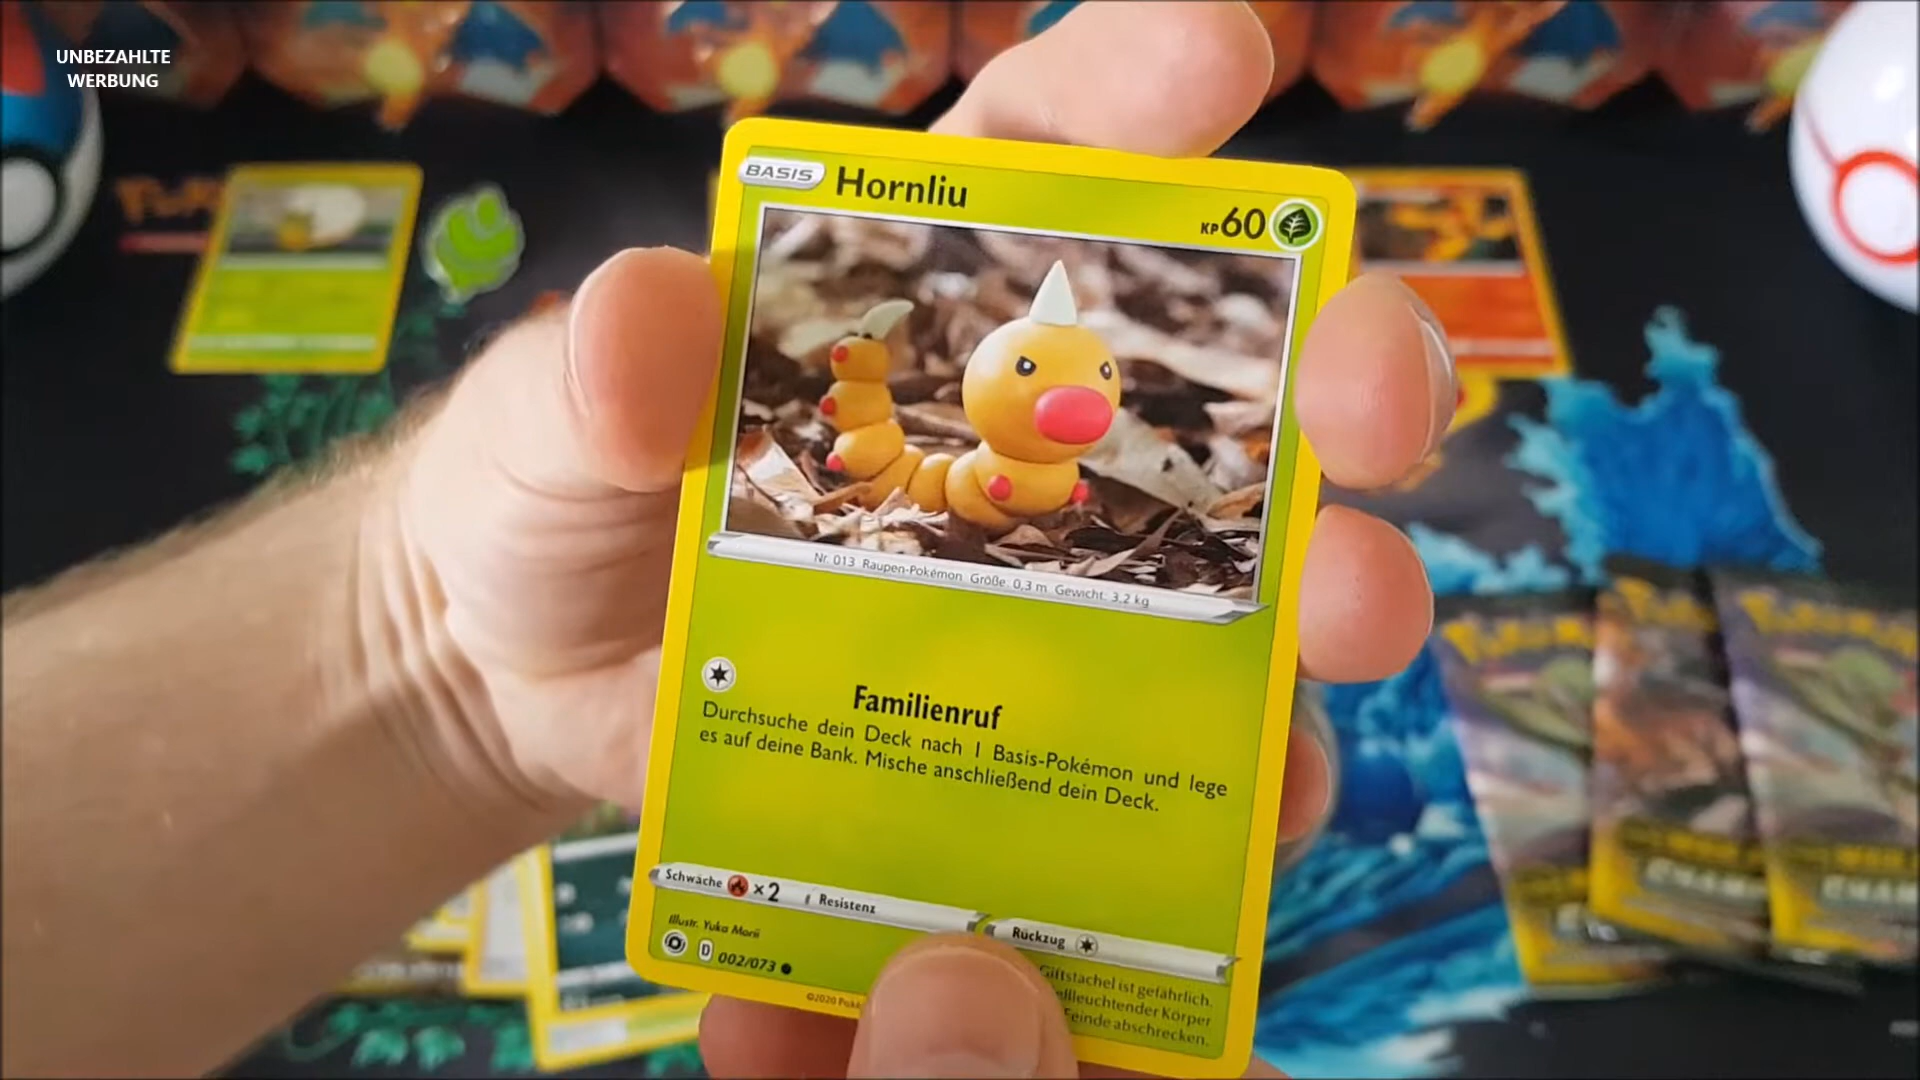 UNBEZAHLTE
WERBUNG
BASIS Hornliu
KP 60
Nr. 013 Raupen-Pokémon Größe: 0,3 m Gewicht: 3,2 kg
Familienruf
Durchsuche dein Deck nach 1 Basis-Pokémon und lege
es auf deine Bank. Mische anschließend dein Deck.
Schwäche ×2 Resistenz
Rückzug
Illustr. Yuka Morii
D 002/073
©2020
Giftstachel ist gefährlich.
Körper
Feinde abschrecken.